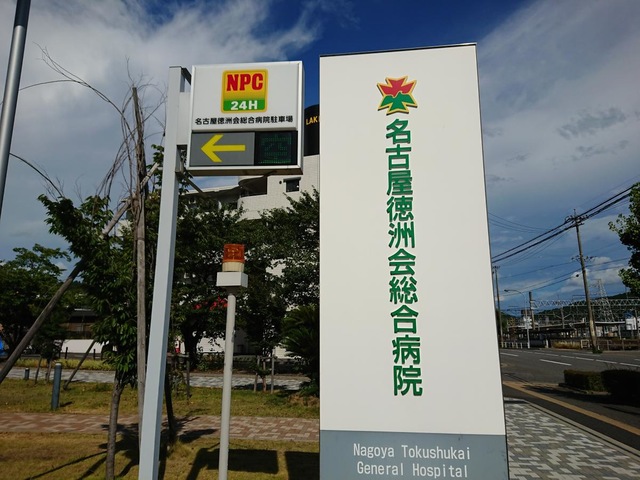 NPC
24H
名古屋徳洲会総合病院駐車場
名古屋徳洲会総合病院
Nagoya Tokushukai
General Hospital